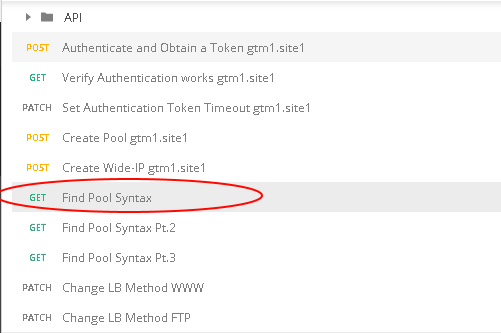 API
POST Authenticate and Obtain a Token gtm1.site1
GET Verify Authentication works gtm1.site1
PATCH Set Authentication Token Timeout gtm1.site1
POST Create Pool gtm1.site1
POST Create Wide-IP gtm1.site1
GET Find Pool Syntax
GET Find Pool Syntax Pt.2
GET Find Pool Syntax Pt.3
PATCH Change LB Method WWW
PATCH Change LB Method FTP